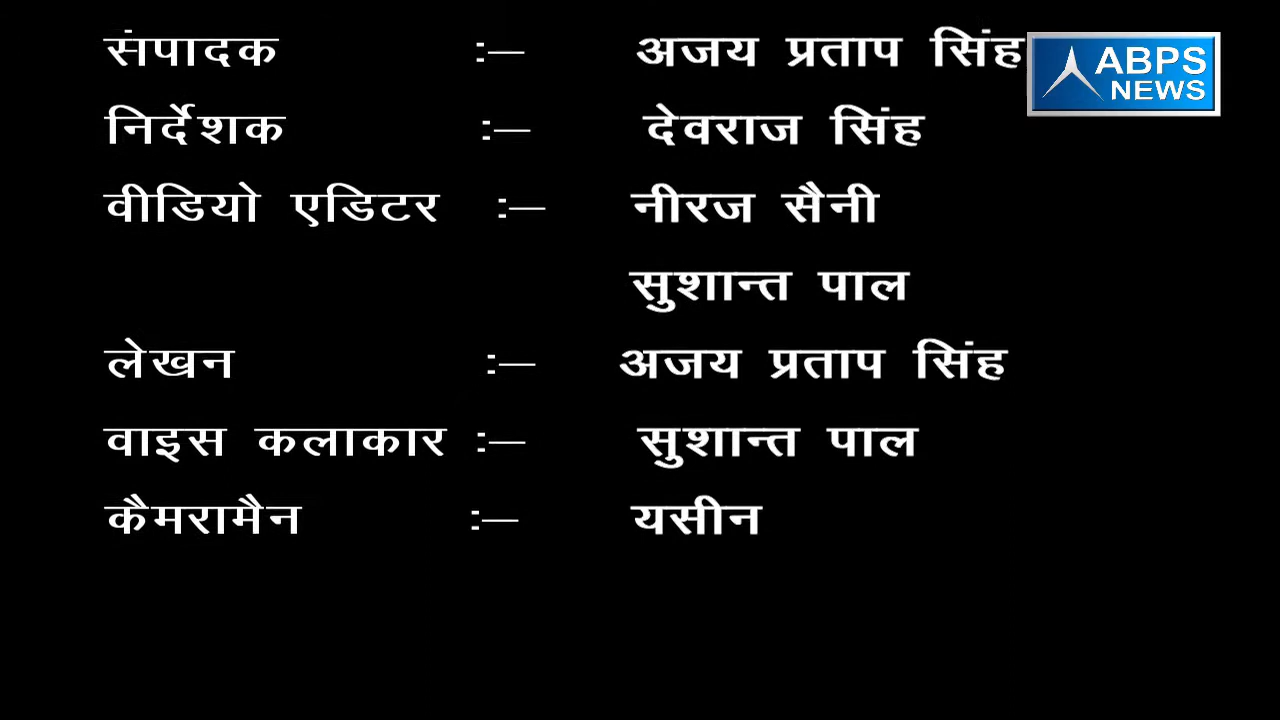 संपादक :— अजय प्रताप सिंह
ABPS
NEWS
निर्देशक :— देवराज सिंह
वीडियो एडिटर :— नीरज सैनी
सुशान्त पाल
लेखन :— अजय प्रताप सिंह
वाइस कलाकार :— सुशान्त पाल
कैमरामैन :— यसीन